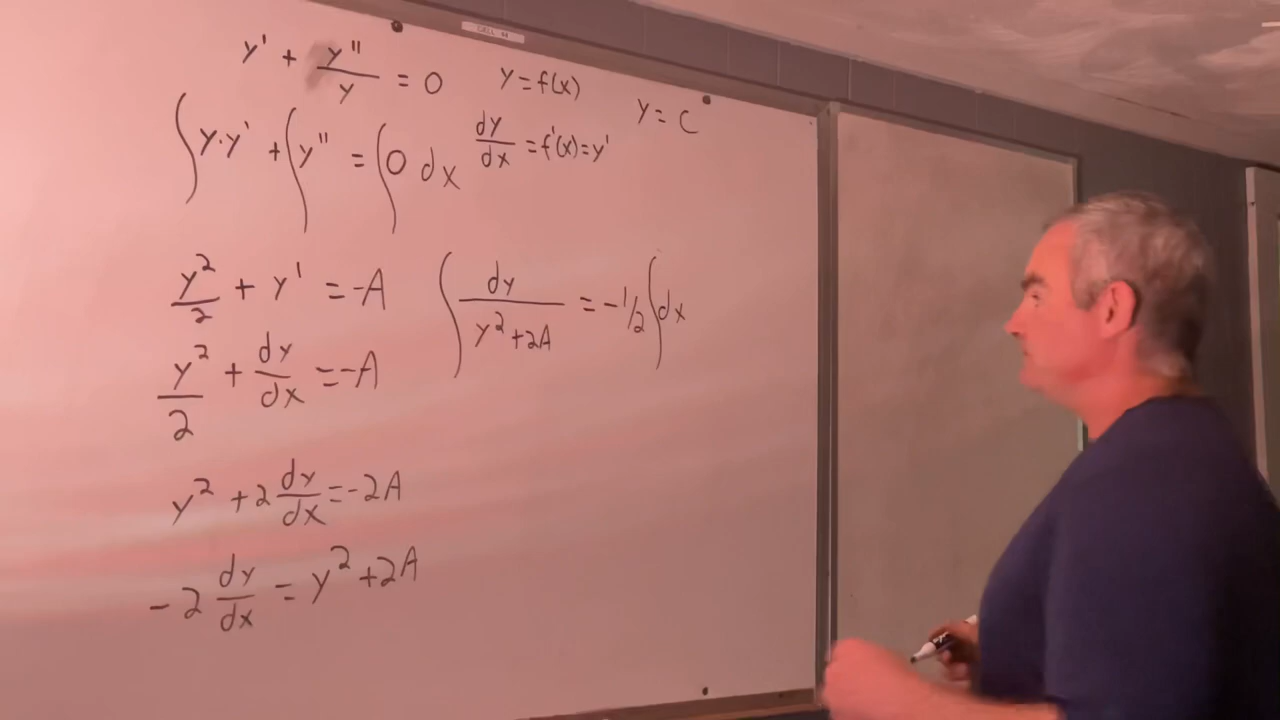 y' + y''/y = 0
y = f(x)
y = C
∫ y·y' + ∫ y'' = ∫ 0 dx
dy/dx = f'(x) = y'
y²/2 + y' = -A
∫ dy/(y² + 2A) = -1/2 ∫ dx
y²/2 + dy/dx = -A
y² + 2 dy/dx = -2A
-2 dy/dx = y² + 2A